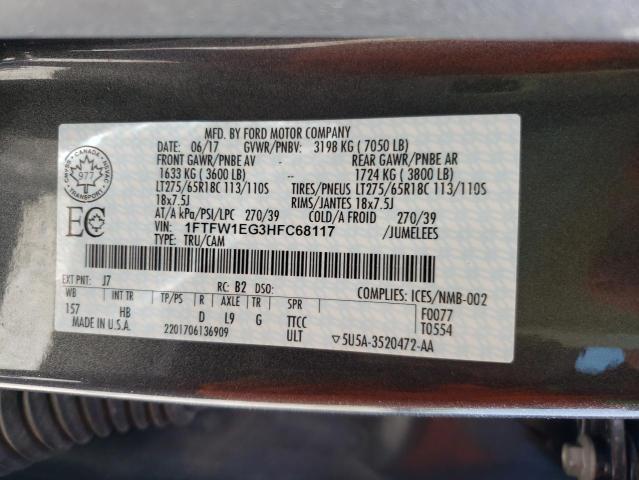 MFD. BY FORD MOTOR COMPANY
DATE: 06/17 GVWR/PNBV: 3198 KG ( 7050 LB)
FRONT GAWR/PNBE AV REAR GAWR/PNBE AR
1633 KG ( 3600 LB) 1724 KG ( 3800 LB)
LT275/65R18C 113/110S TIRES/PNEUS LT275/65R18C 113/110S
18x7.5J RIMS/JANTES 18x7.5J
AT/A kPa/PSI/LPC 270/39 COLD/A FROID 270/39
VIN: 1FTFW1EG3HFC68117 /JUMELEES
TYPE: TRU/CAM
CANADA
977
TRANSPORT
EC
EXT PNT: J7 RC: B2 DSO: COMPLIES: ICES/NMB-002
WB INT TR TP/PS R AXLE TR SPR F0077
157 HB D L9 G TTCC T0554
MADE IN U.S.A. 2201706136909 ULT 5U5A-3520472-AA